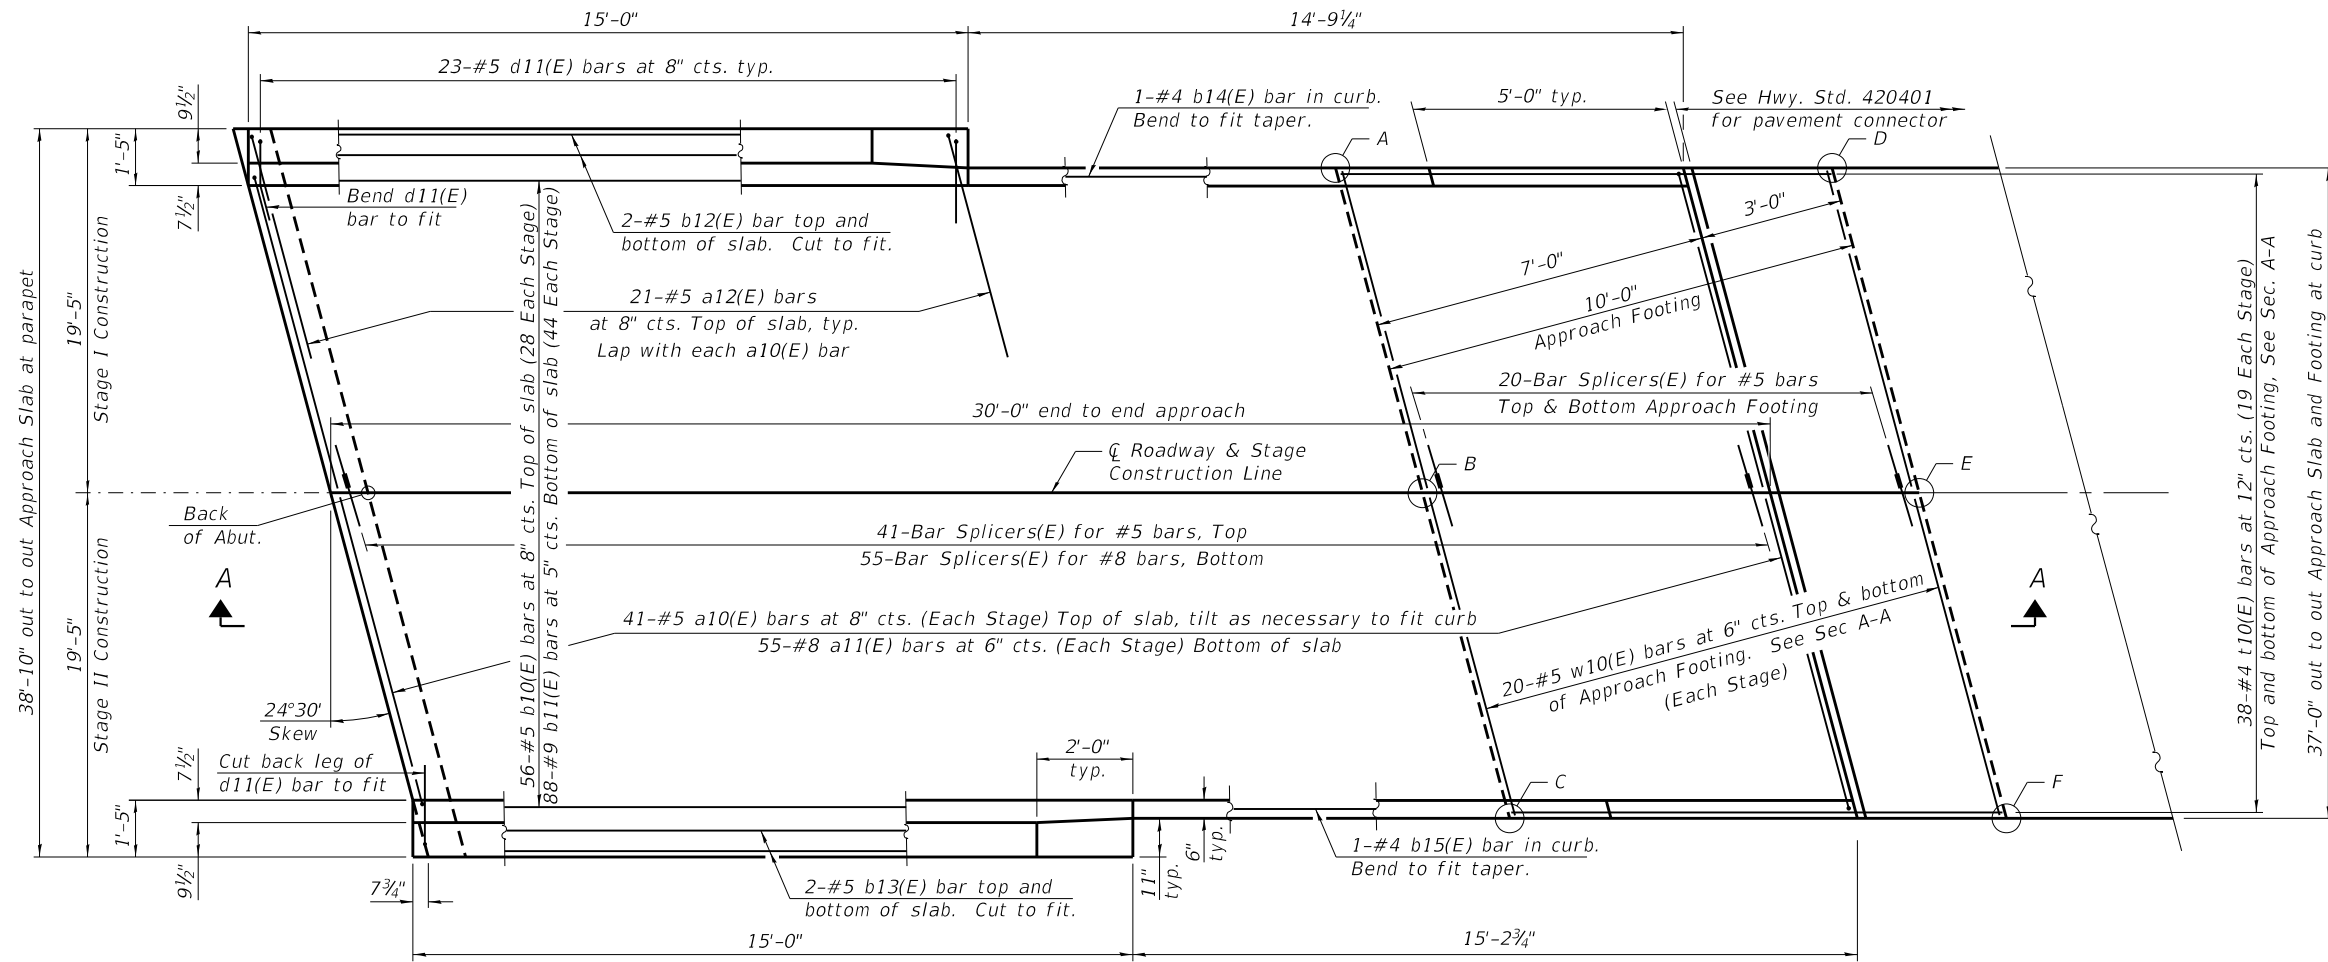 15'-0"
14'-9¼"
23-#5 d11(E) bars at 8" cts. typ.
1-#4 b14(E) bar in curb.
Bend to fit taper.
5'-0" typ.
See Hwy. Std. 420401
for pavement connector
A
D
9½"
1'-5"
7½"
Bend d11(E)
bar to fit
2-#5 b12(E) bar top and
bottom of slab. Cut to fit.
3'-0"
7'-0"
10'-0"
Approach Footing
21-#5 a12(E) bars
at 8" cts. Top of slab, typ.
Lap with each a10(E) bar
38'-10" out to out Approach Slab at parapet
19'-5"
Stage I Construction
19'-5"
Stage II Construction
56-#5 b10(E) bars at 8" cts. Top of slab (28 Each Stage)
88-#9 b11(E) bars at 5" cts. Bottom of slab (44 Each Stage)
20-Bar Splicers(E) for #5 bars
Top & Bottom Approach Footing
30'-0" end to end approach
℄ Roadway & Stage
Construction Line
B
E
Back
of Abut.
41-Bar Splicers(E) for #5 bars, Top
55-Bar Splicers(E) for #8 bars, Bottom
A
A
41-#5 a10(E) bars at 8" cts. (Each Stage) Top of slab, tilt as necessary to fit curb
55-#8 a11(E) bars at 6" cts. (Each Stage) Bottom of slab
20-#5 w10(E) bars at 6" cts. Top & bottom
of Approach Footing. See Sec A-A
(Each Stage)
38-#4 t10(E) bars at 12" cts. (19 Each Stage)
Top and bottom of Approach Footing, See Sec. A-A
37'-0" out to out Approach Slab and Footing at curb
24°30'
Skew
Cut back leg of
d11(E) bar to fit
7½"
1'-5"
9½"
7¾"
2'-0"
typ.
C
F
6"
typ.
11"
typ.
1-#4 b15(E) bar in curb.
Bend to fit taper.
2-#5 b13(E) bar top and
bottom of slab. Cut to fit.
15'-0"
15'-2¾"